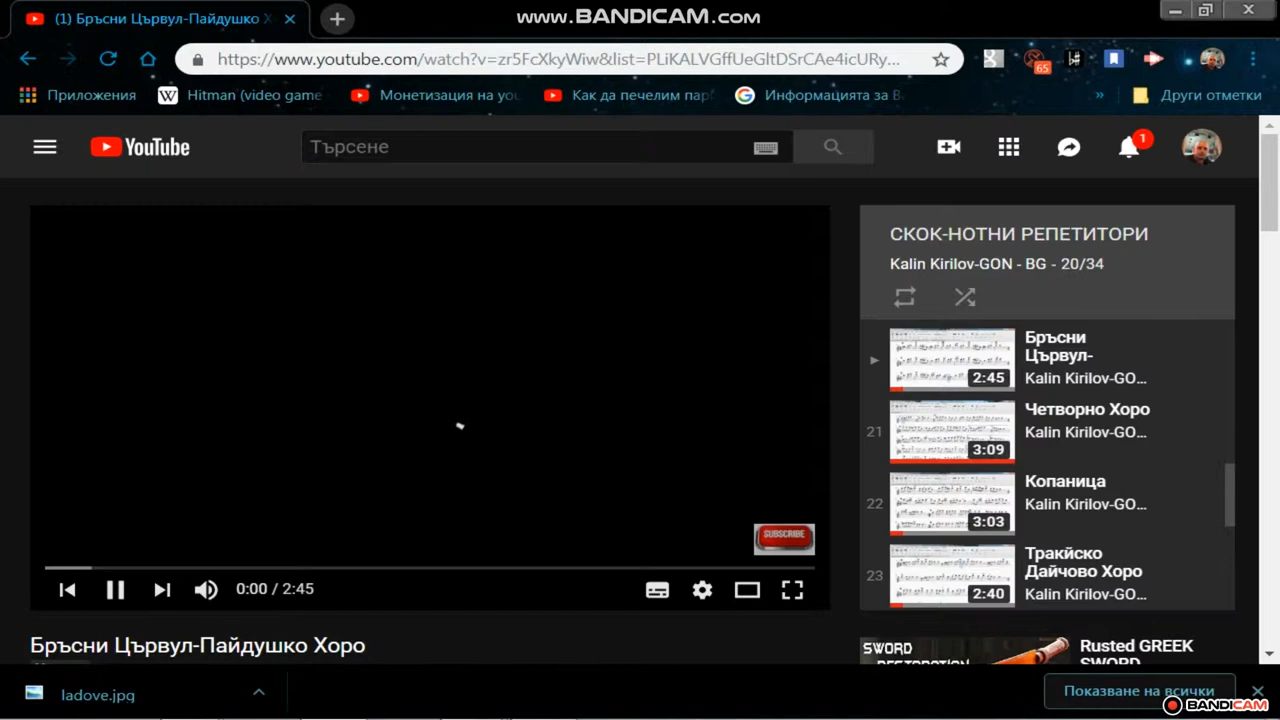 www.BANDICAM.com
(1) Бръсни Цървул-Пайдушко Х
https://www.youtube.com/watch?v=zr5FcXkyWiw&list=PLiKALVGffUeGltDSrCAe4icURy...
65
Приложения
Hitman (video game
Монетизация на you
Как да печелим пар
Информацията за В
»
Други отметки
YouTube
Търсене
1
СКОК-НОТНИ РЕПЕТИТОРИ
Kalin Kirilov-GON - BG - 20/34
Бръсни
Цървул-
Kalin Kirilov-GO...
2:45
21
Четворно Хоро
Kalin Kirilov-GO...
3:09
22
Копаница
Kalin Kirilov-GO...
3:03
23
Тракйско
Дайчово Хоро
Kalin Kirilov-GO...
2:40
SUBSCRIBE
0:00 / 2:45
Бръсни Цървул-Пайдушко Хоро
SWORD
Rusted GREEK
SWORD
ladove.jpg
Показване на всички
BANDICAM